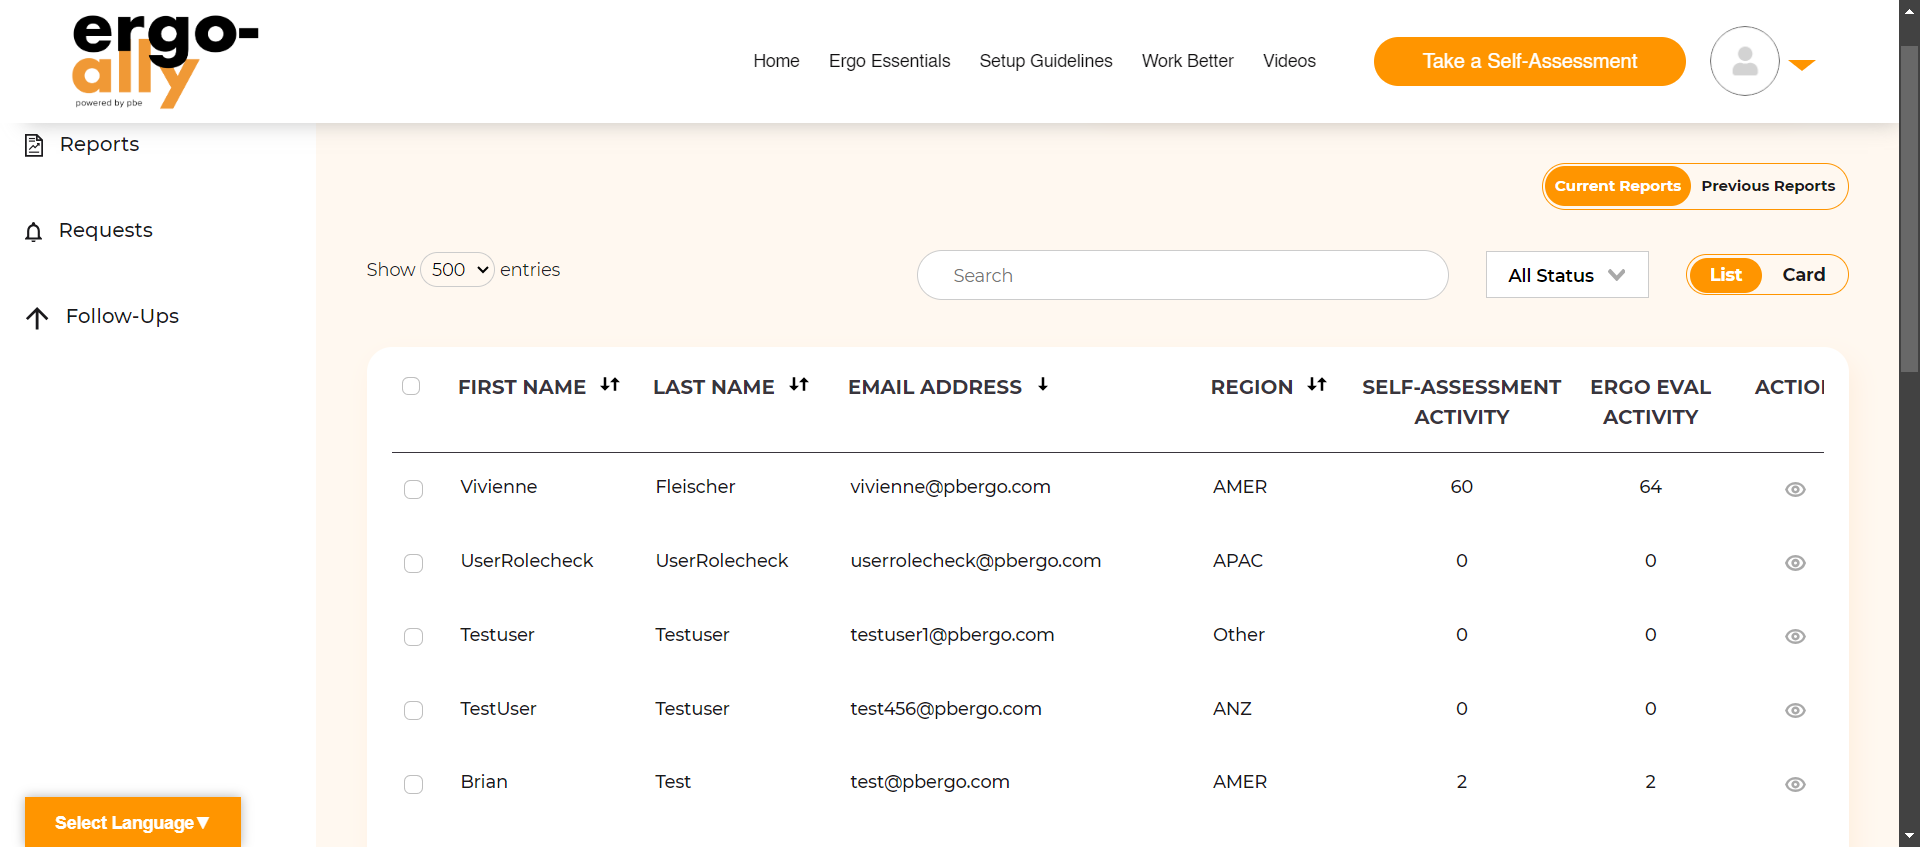 ergo-
ally
powered by pbe
Home Ergo Essentials Setup Guidelines Work Better Videos Take a Self-Assessment
Reports
Requests
Follow-Ups
Current Reports Previous Reports
Show 500 entries Search All Status List Card
FIRST NAME LAST NAME EMAIL ADDRESS REGION SELF-ASSESSMENT ACTIVITY ERGO EVAL ACTIVITY ACTIO
Vivienne Fleischer vivienne@pbergo.com AMER 60 64
UserRolecheck UserRolecheck userrolecheck@pbergo.com APAC 0 0
Testuser Testuser testuser1@pbergo.com Other 0 0
TestUser Testuser test456@pbergo.com ANZ 0 0
Brian Test test@pbergo.com AMER 2 2
Select Language▼